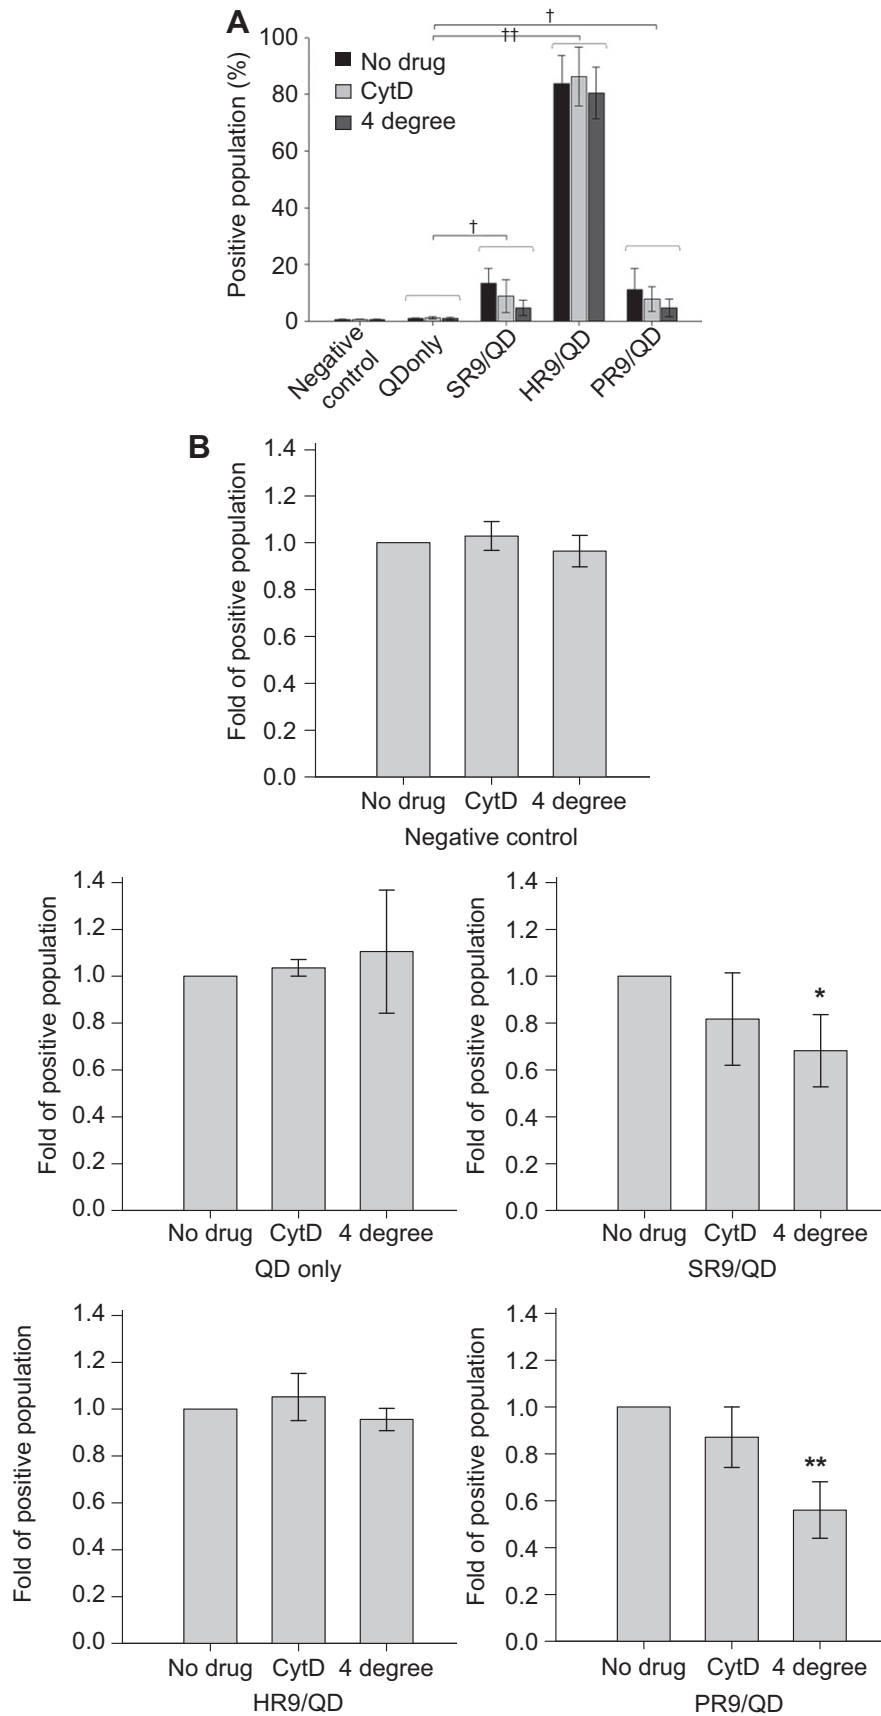 A
†
††
†
100
80
60
40
20
0
Positive population (%)
No drug
CytD
4 degree
Negative control
QDonly
SR9/QD
HR9/QD
PR9/QD
B
1.4
1.2
1.0
0.8
0.6
0.4
0.2
0.0
Fold of positive population
No drug CytD 4 degree
Negative control
1.4
1.2
1.0
0.8
0.6
0.4
0.2
0.0
Fold of positive population
No drug CytD 4 degree
QD only
1.4
1.2
1.0
0.8
0.6
0.4
0.2
0.0
Fold of positive population
*
No drug CytD 4 degree
SR9/QD
1.4
1.2
1.0
0.8
0.6
0.4
0.2
0.0
Fold of positive population
No drug CytD 4 degree
HR9/QD
1.4
1.2
1.0
0.8
0.6
0.4
0.2
0.0
Fold of positive population
**
No drug CytD 4 degree
PR9/QD